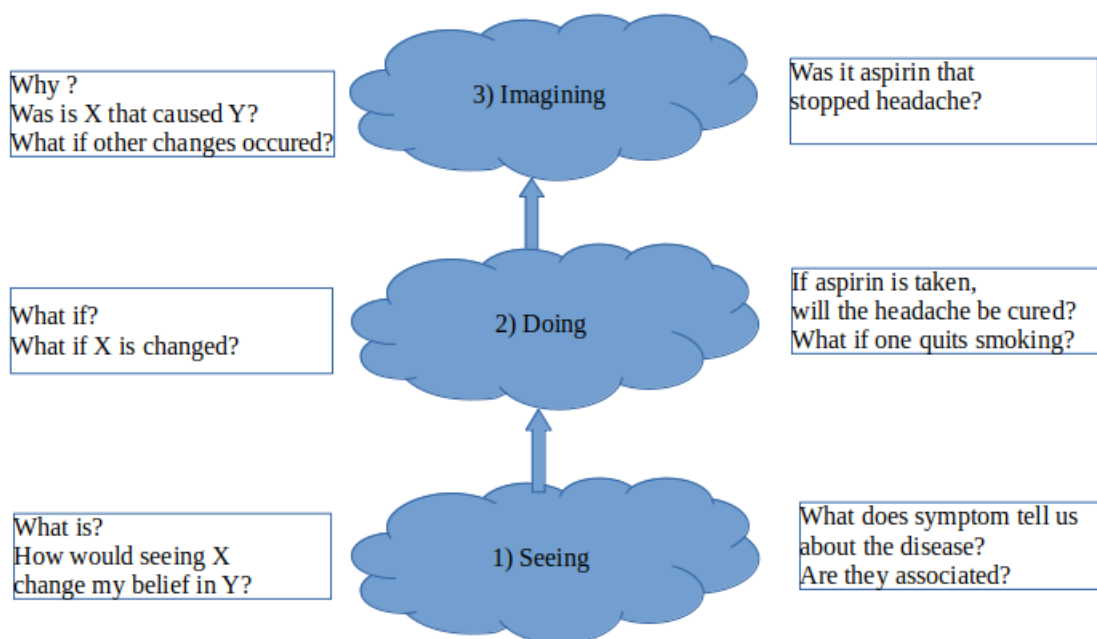 Why ?
Was is X that caused Y?
What if other changes occured?
3) Imagining
Was it aspirin that
stopped headache?
What if?
What if X is changed?
2) Doing
If aspirin is taken,
will the headache be cured?
What if one quits smoking?
What is?
How would seeing X
change my belief in Y?
1) Seeing
What does symptom tell us
about the disease?
Are they associated?